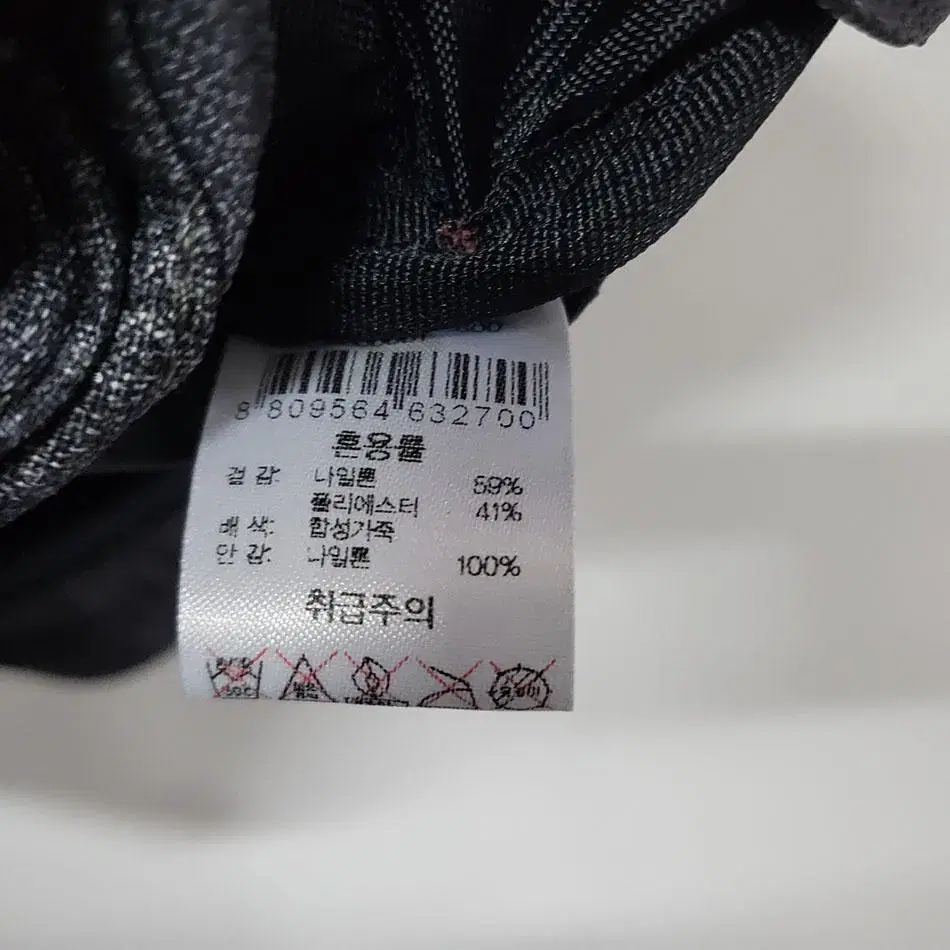 8 809564 632700
혼용률
겉 감: 나일론 59%
폴리에스터 41%
배 색: 합성가죽
안 감: 나일론 100%
취급주의